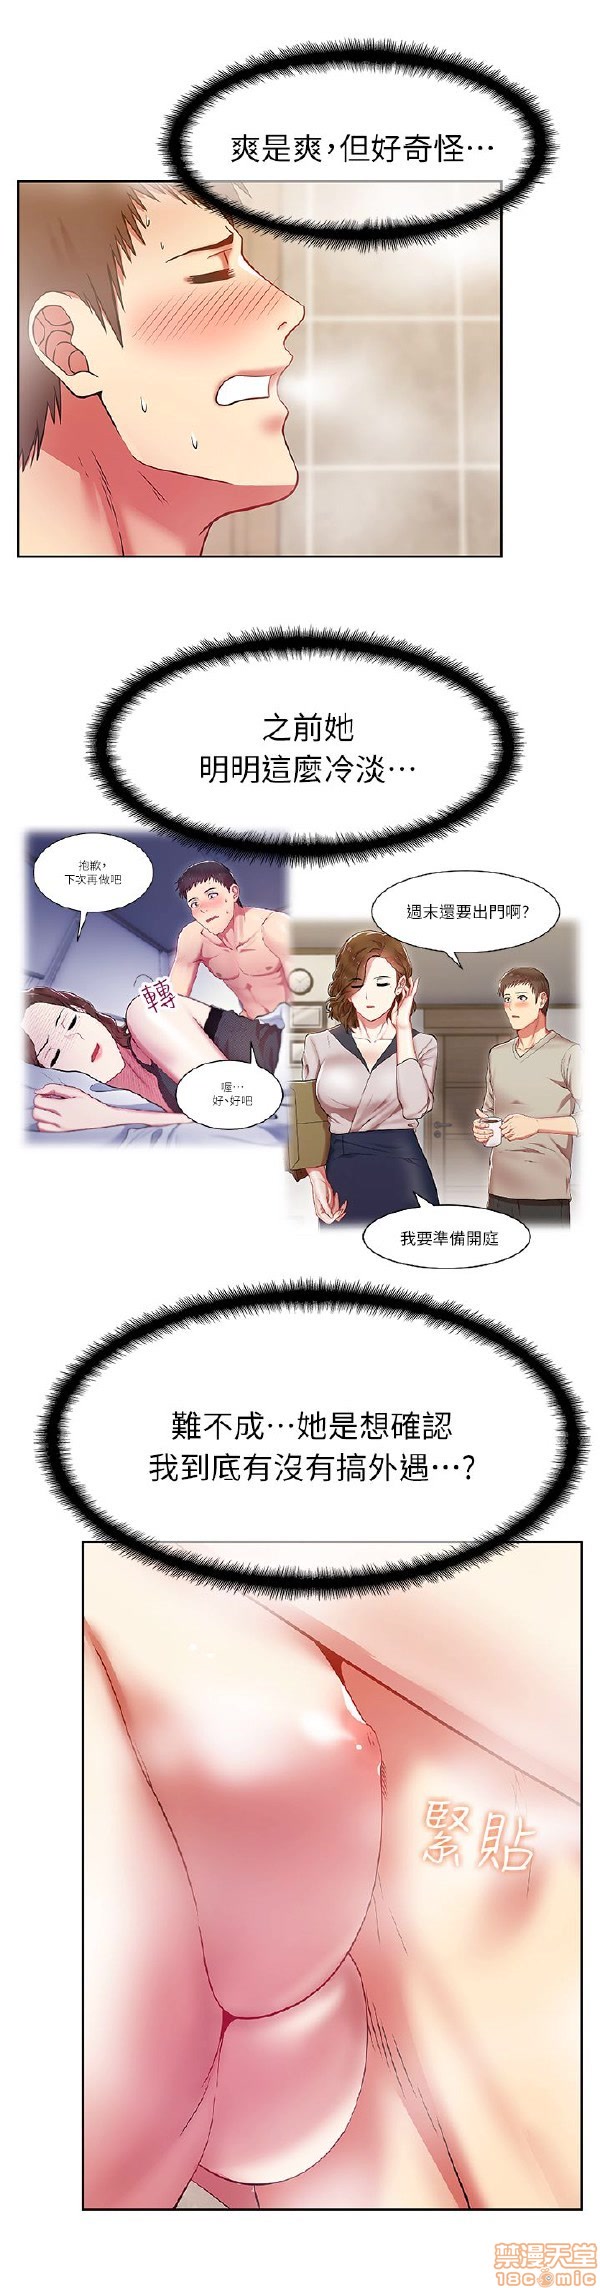 爽是爽，但好奇怪…
之前她
明明這麼冷淡…
抱歉，
下次再做吧
轉
喔…
好、好吧
週末還要出門啊?
我要準備開庭
難不成…她是想確認
我到底有沒有搞外遇…?
緊貼
禁漫天堂
18comic